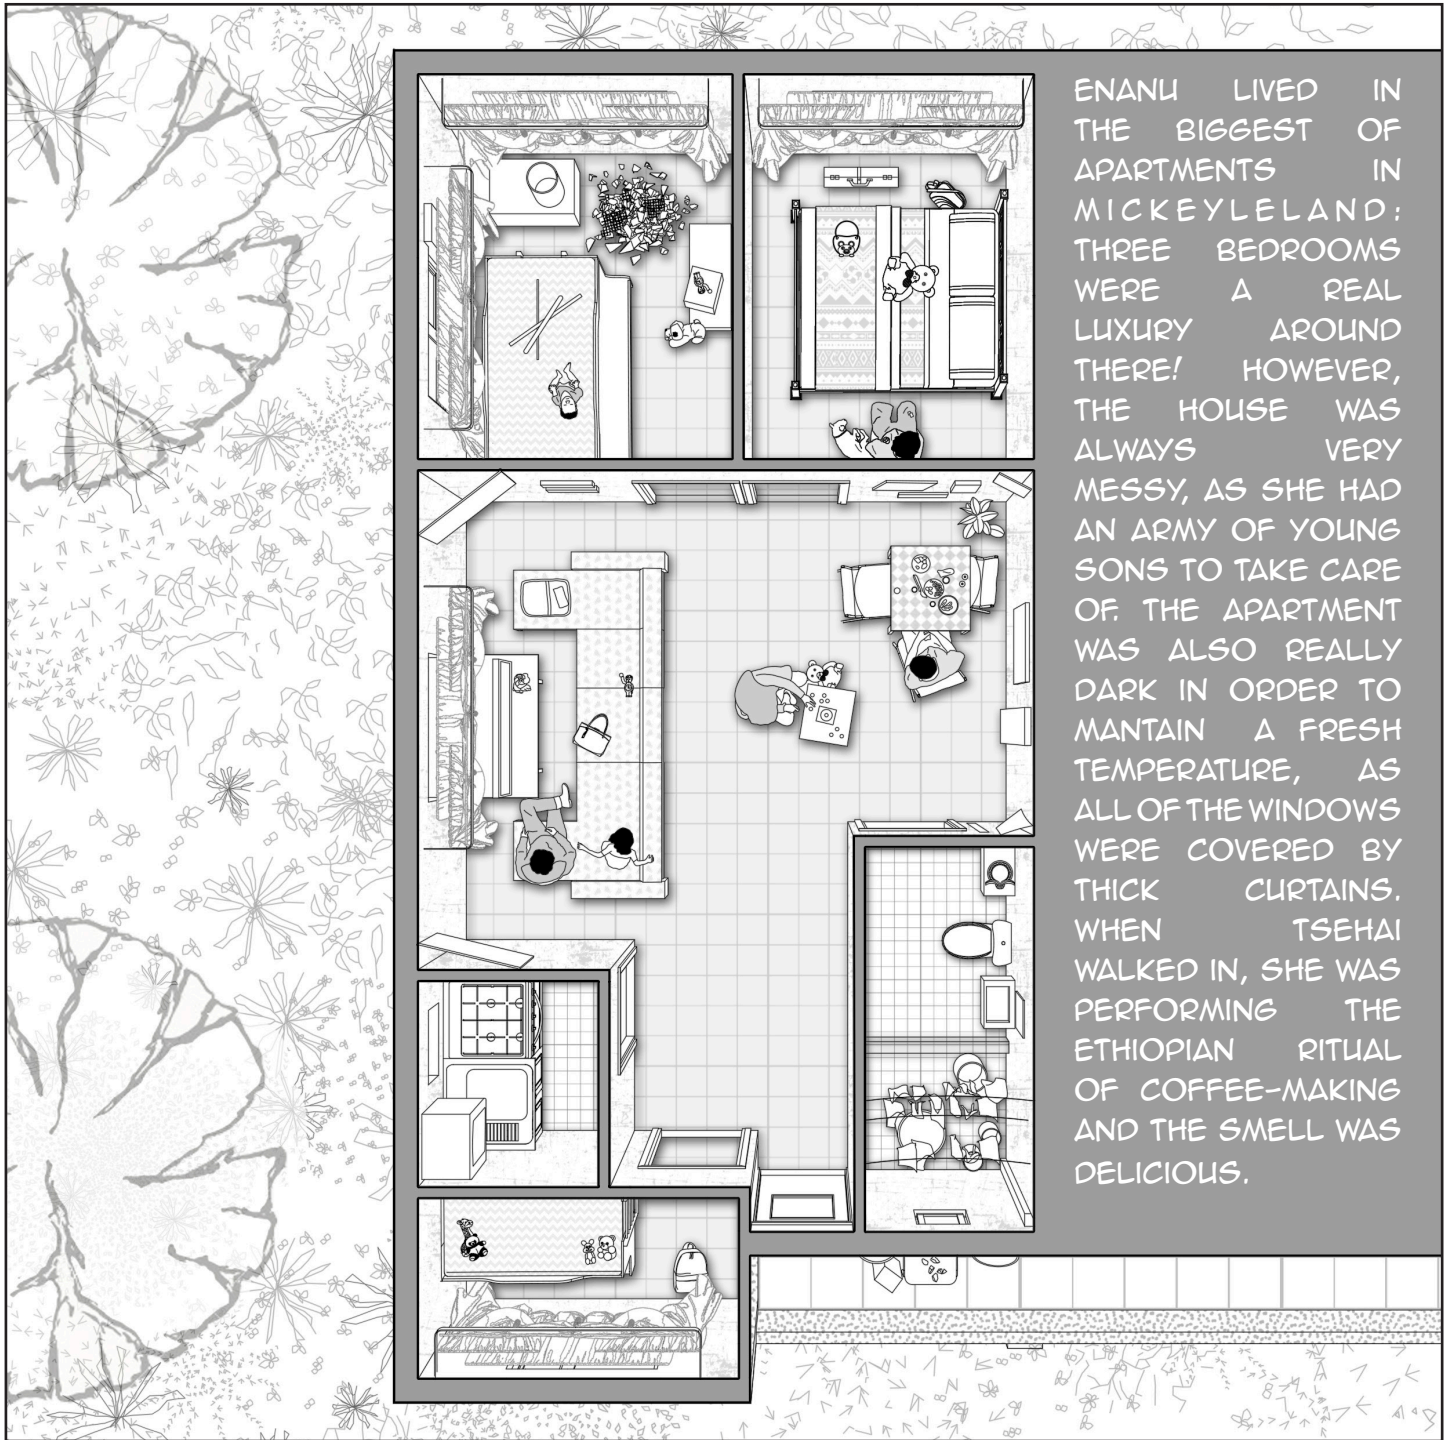 ENANU LIVED IN
THE BIGGEST OF
APARTMENTS IN
MICKEYLELAND:
THREE BEDROOMS
WERE A REAL
LUXURY AROUND
THERE! HOWEVER,
THE HOUSE WAS
ALWAYS VERY
MESSY, AS SHE HAD
AN ARMY OF YOUNG
SONS TO TAKE CARE
OF. THE APARTMENT
WAS ALSO REALLY
DARK IN ORDER TO
MANTAIN A FRESH
TEMPERATURE, AS
ALL OF THE WINDOWS
WERE COVERED BY
THICK CURTAINS.
WHEN TSEHAI
WALKED IN, SHE WAS
PERFORMING THE
ETHIOPIAN RITUAL
OF COFFEE-MAKING
AND THE SMELL WAS
DELICIOUS.